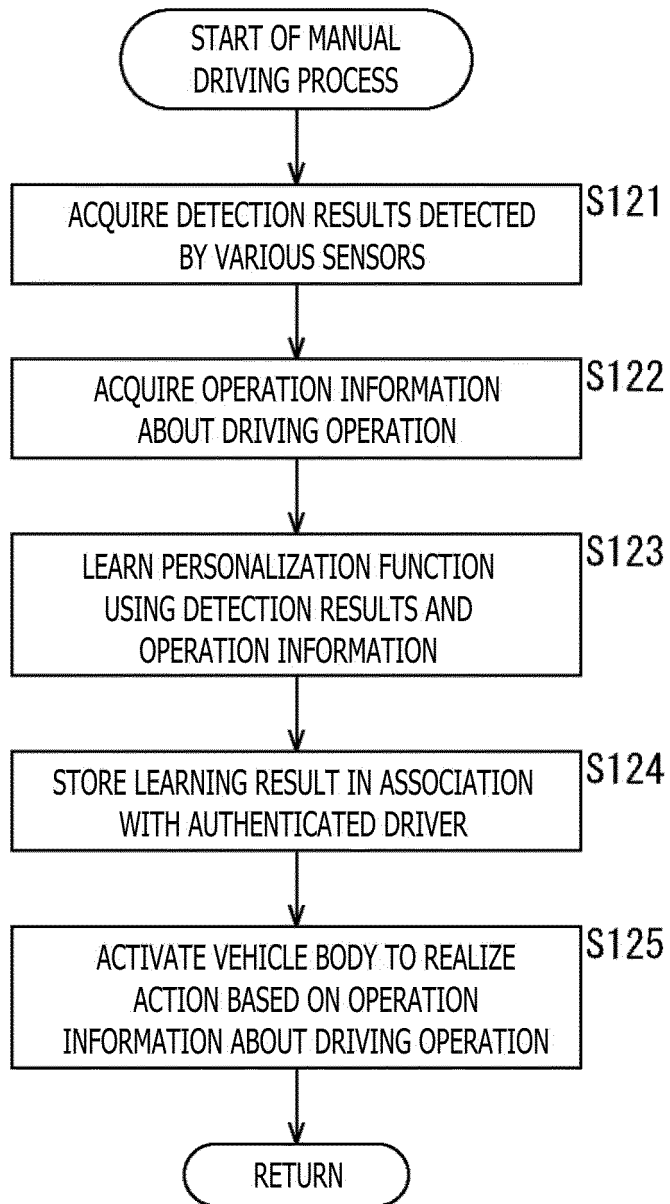 START OF MANUAL
DRIVING PROCESS
S121
ACQUIRE DETECTION RESULTS DETECTED
BY VARIOUS SENSORS
S122
ACQUIRE OPERATION INFORMATION
ABOUT DRIVING OPERATION
S123
LEARN PERSONALIZATION FUNCTION
USING DETECTION RESULTS AND
OPERATION INFORMATION
S124
STORE LEARNING RESULT IN ASSOCIATION
WITH AUTHENTICATED DRIVER
S125
ACTIVATE VEHICLE BODY TO REALIZE
ACTION BASED ON OPERATION
INFORMATION ABOUT DRIVING OPERATION
RETURN